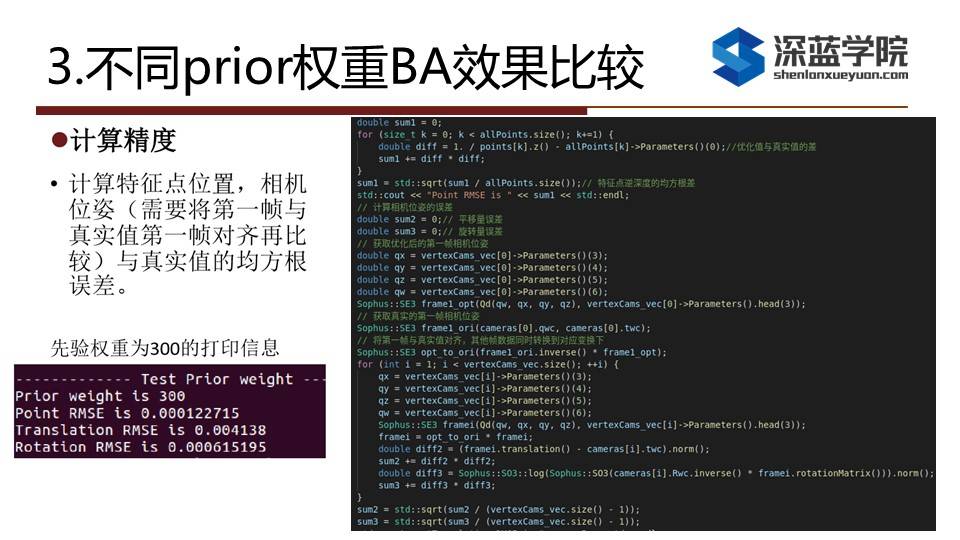 3.不同prior权重BA效果比较
深蓝学院
shenlanxueyuan.com
●计算精度
• 计算特征点位置，相机
位姿（需要将第一帧与
真实值第一帧对齐再比
较）与真实值的均方根
误差。
先验权重为300的打印信息
------------- Test Prior weight ---
Prior weight is 300
Point RMSE is 0.000122715
Translation RMSE is 0.004138
Rotation RMSE is 0.000615195
double sum1 = 0;
for (size_t k = 0; k < allPoints.size(); k+=1) {
    double diff = 1. / points[k].z() - allPoints[k]->Parameters()(0);//优化值与真实值的差
    sum1 += diff * diff;
}
sum1 = std::sqrt(sum1 / allPoints.size());// 特征点逆深度的均方根差
std::cout << "Point RMSE is " << sum1 << std::endl;
// 计算相机位姿的误差
double sum2 = 0;// 平移量误差
double sum3 = 0;// 旋转量误差
// 获取优化后的第一帧相机位姿
double qx = vertexCams_vec[0]->Parameters()(3);
double qy = vertexCams_vec[0]->Parameters()(4);
double qz = vertexCams_vec[0]->Parameters()(5);
double qw = vertexCams_vec[0]->Parameters()(6);
Sophus::SE3 frame1_opt(Qd(qw, qx, qy, qz), vertexCams_vec[0]->Parameters().head(3));
// 获取真实的第一帧相机位姿
Sophus::SE3 frame1_ori(cameras[0].qwc, cameras[0].twc);
// 将第一帧与真实值对齐，其他帧数据同时转换到对应变换下
Sophus::SE3 opt_to_ori(frame1_ori.inverse() * frame1_opt);
for (int i = 1; i < vertexCams_vec.size(); ++i) {
    qx = vertexCams_vec[i]->Parameters()(3);
    qy = vertexCams_vec[i]->Parameters()(4);
    qz = vertexCams_vec[i]->Parameters()(5);
    qw = vertexCams_vec[i]->Parameters()(6);
    Sophus::SE3 framei(Qd(qw, qx, qy, qz), vertexCams_vec[i]->Parameters().head(3));
    framei = opt_to_ori * framei;
    double diff2 = (framei.translation() - cameras[i].twc).norm();
    sum2 += diff2 * diff2;
    double diff3 = Sophus::SO3::log(Sophus::SO3(cameras[i].Rwc.inverse() * framei.rotationMatrix())).norm();
    sum3 += diff3 * diff3;
}
sum2 = std::sqrt(sum2 / (vertexCams_vec.size() - 1));
sum3 = std::sqrt(sum3 / (vertexCams_vec.size() - 1));